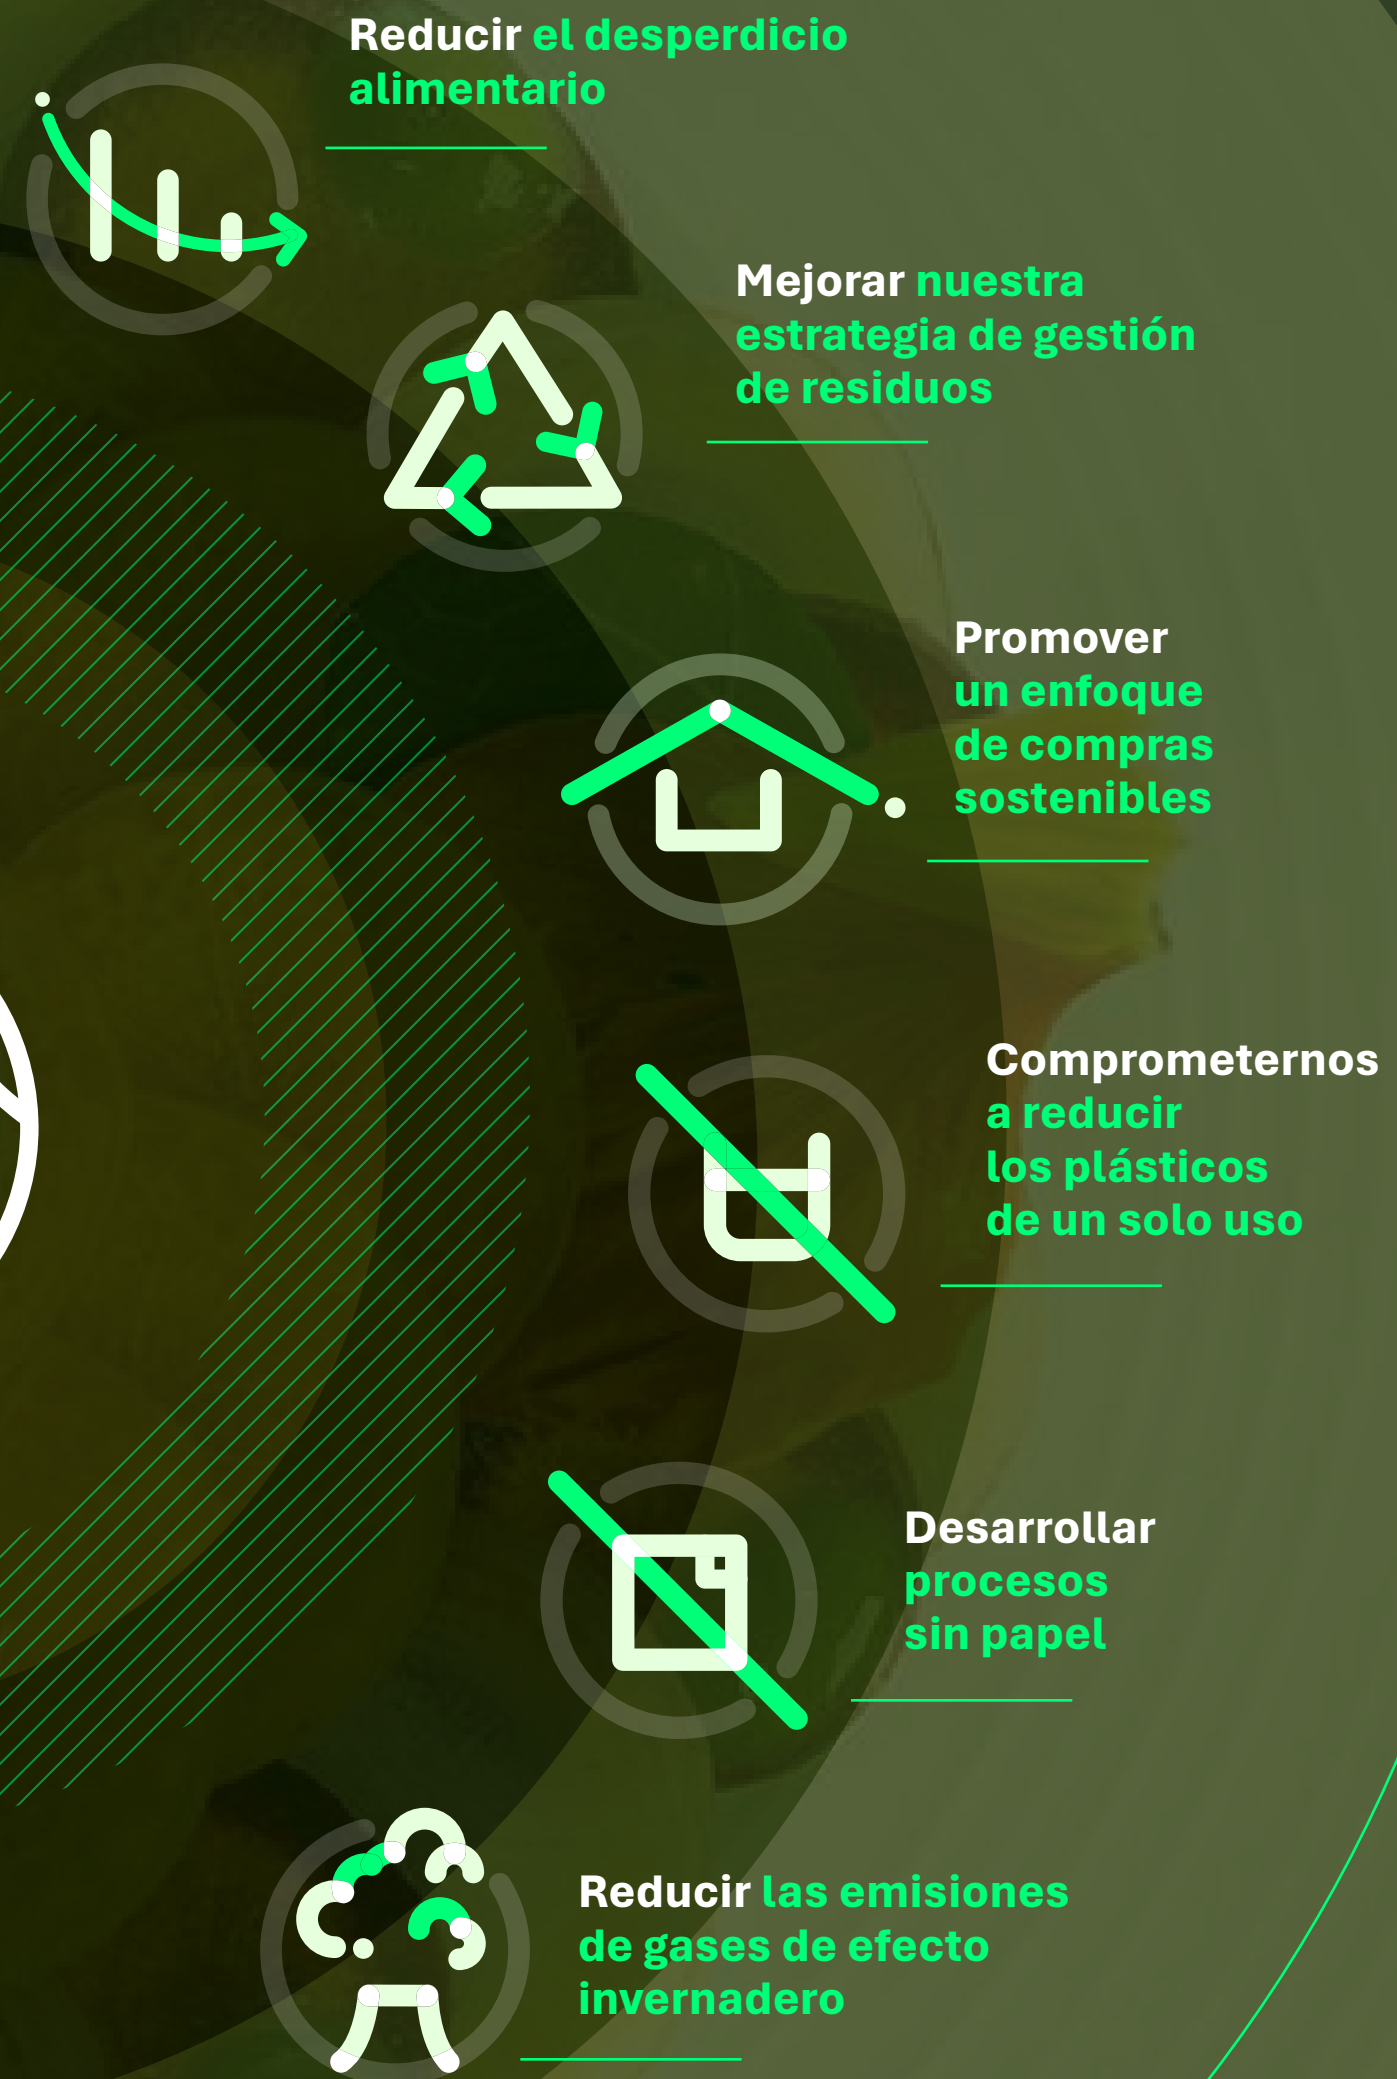 Reducir el desperdicio
alimentario
Mejorar nuestra
estrategia de gestión
de residuos
Promover
un enfoque
de compras
sostenibles
Comprometernos
a reducir
los plásticos
de un solo uso
Desarrollar
procesos
sin papel
Reducir las emisiones
de gases de efecto
invernadero